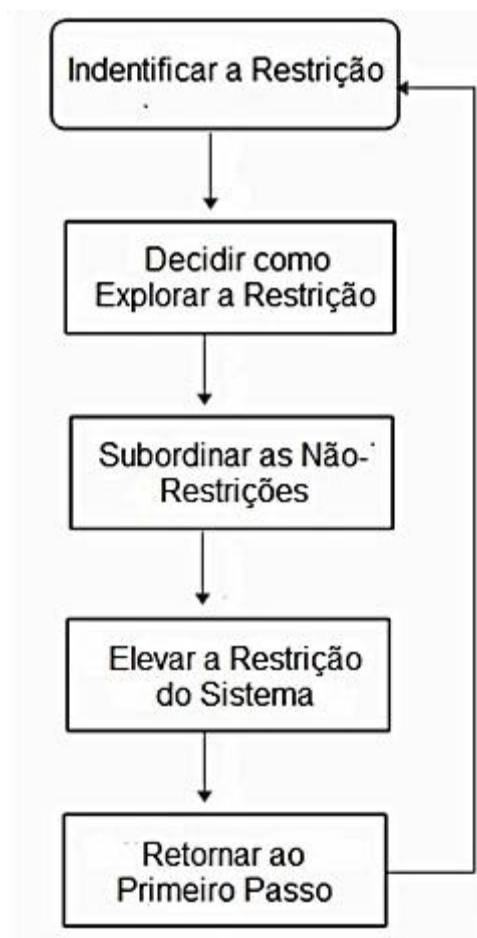 Indentificar a Restrição
Decidir como
Explorar a Restrição
Subordinar as Não-
Restrições
Elevar a Restrição
do Sistema
Retornar ao
Primeiro Passo